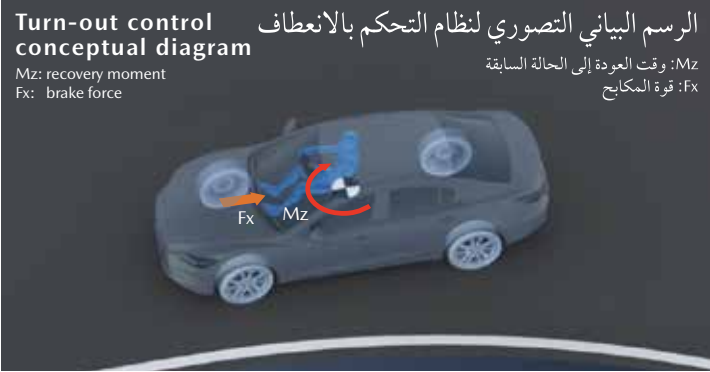 Turn-out control
conceptual diagram
Mz: recovery moment
Fx: brake force
الرسم البياني التصوري لنظام التحكم بالانعطاف
Mz: وقت العودة إلى الحالة السابقة
Fx: قوة المكابح
Fx
Mz